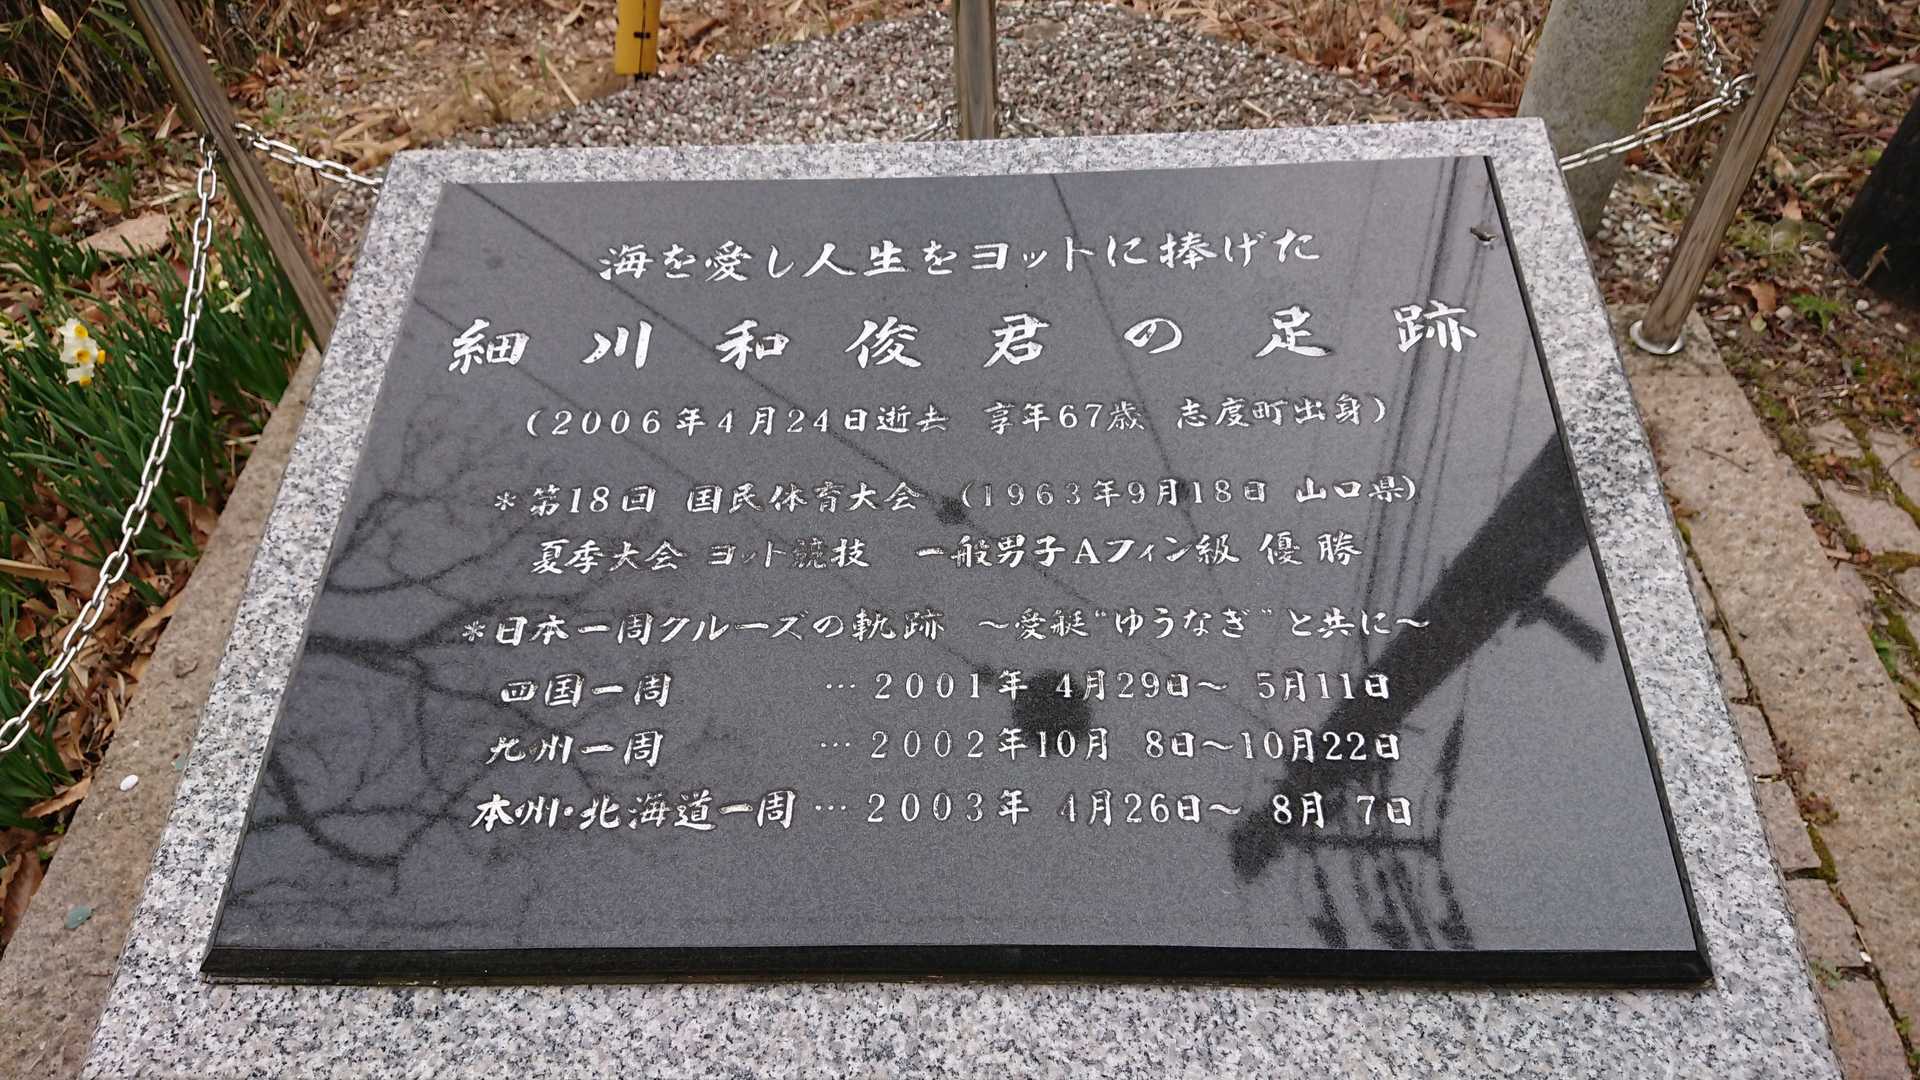 海を愛し人生をヨットに捧げた
細川和俊君の足跡
(2006年4月24日逝去 享年67歳 志度町出身)
*第18回 国民体育大会 (1963年9月18日 山口県)
夏季大会 ヨット競技 一般男子Aフィン級 優勝
*日本一周クルーズの軌跡 ~愛艇“ゆうなぎ”と共に~
四国一周 … 2001年 4月29日~ 5月11日
九州一周 … 2002年10月 8日~10月22日
本州・北海道一周 … 2003年 4月26日~ 8月 7日